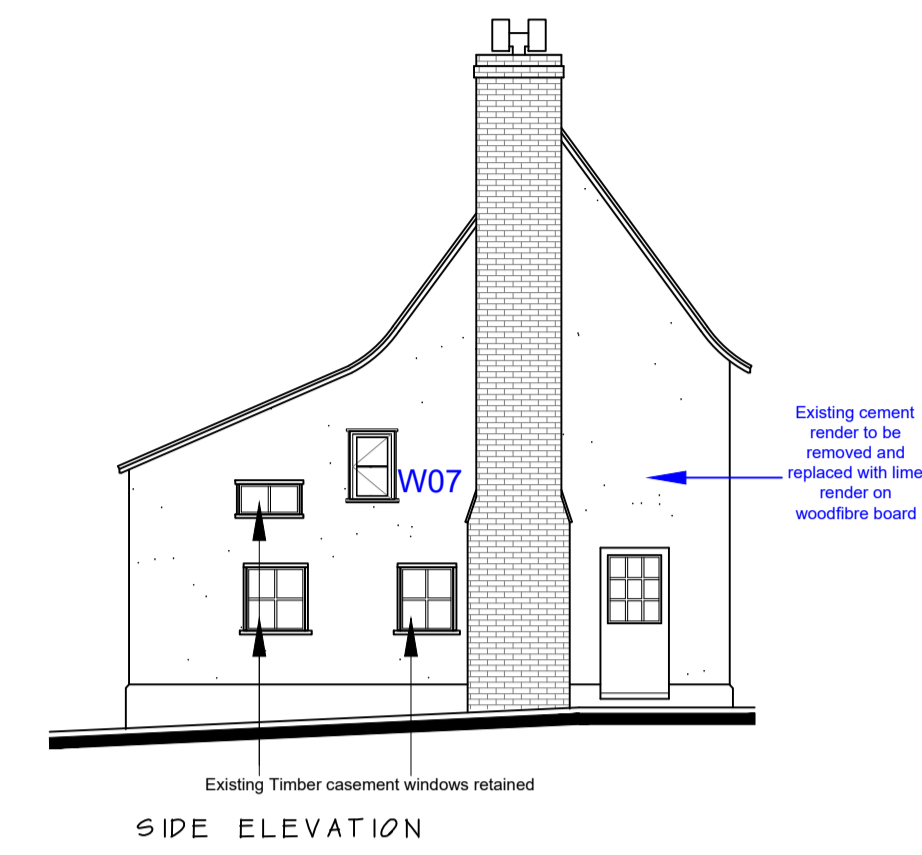 W07
Existing cement
render to be
removed and
replaced with lime
render on
woodfibre board
Existing Timber casement windows retained
SIDE ELEVATION